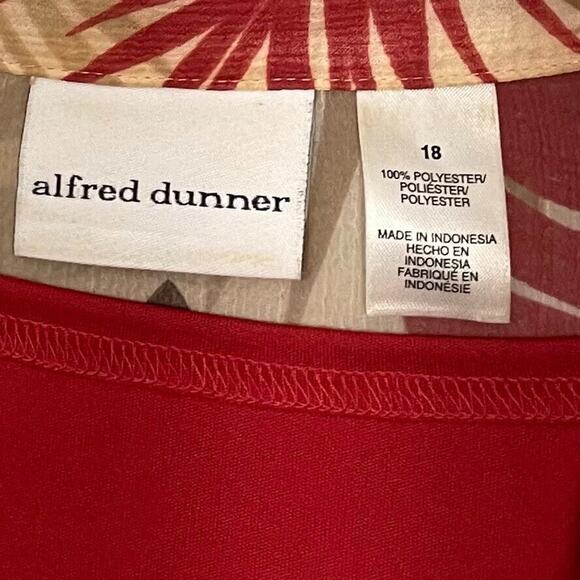 alfred dunner
18
100% POLYESTER/
POLIÉSTER/
POLYESTER
MADE IN INDONESIA
HECHO EN
INDONESIA
FABRIQUÉ EN
INDONÉSIE